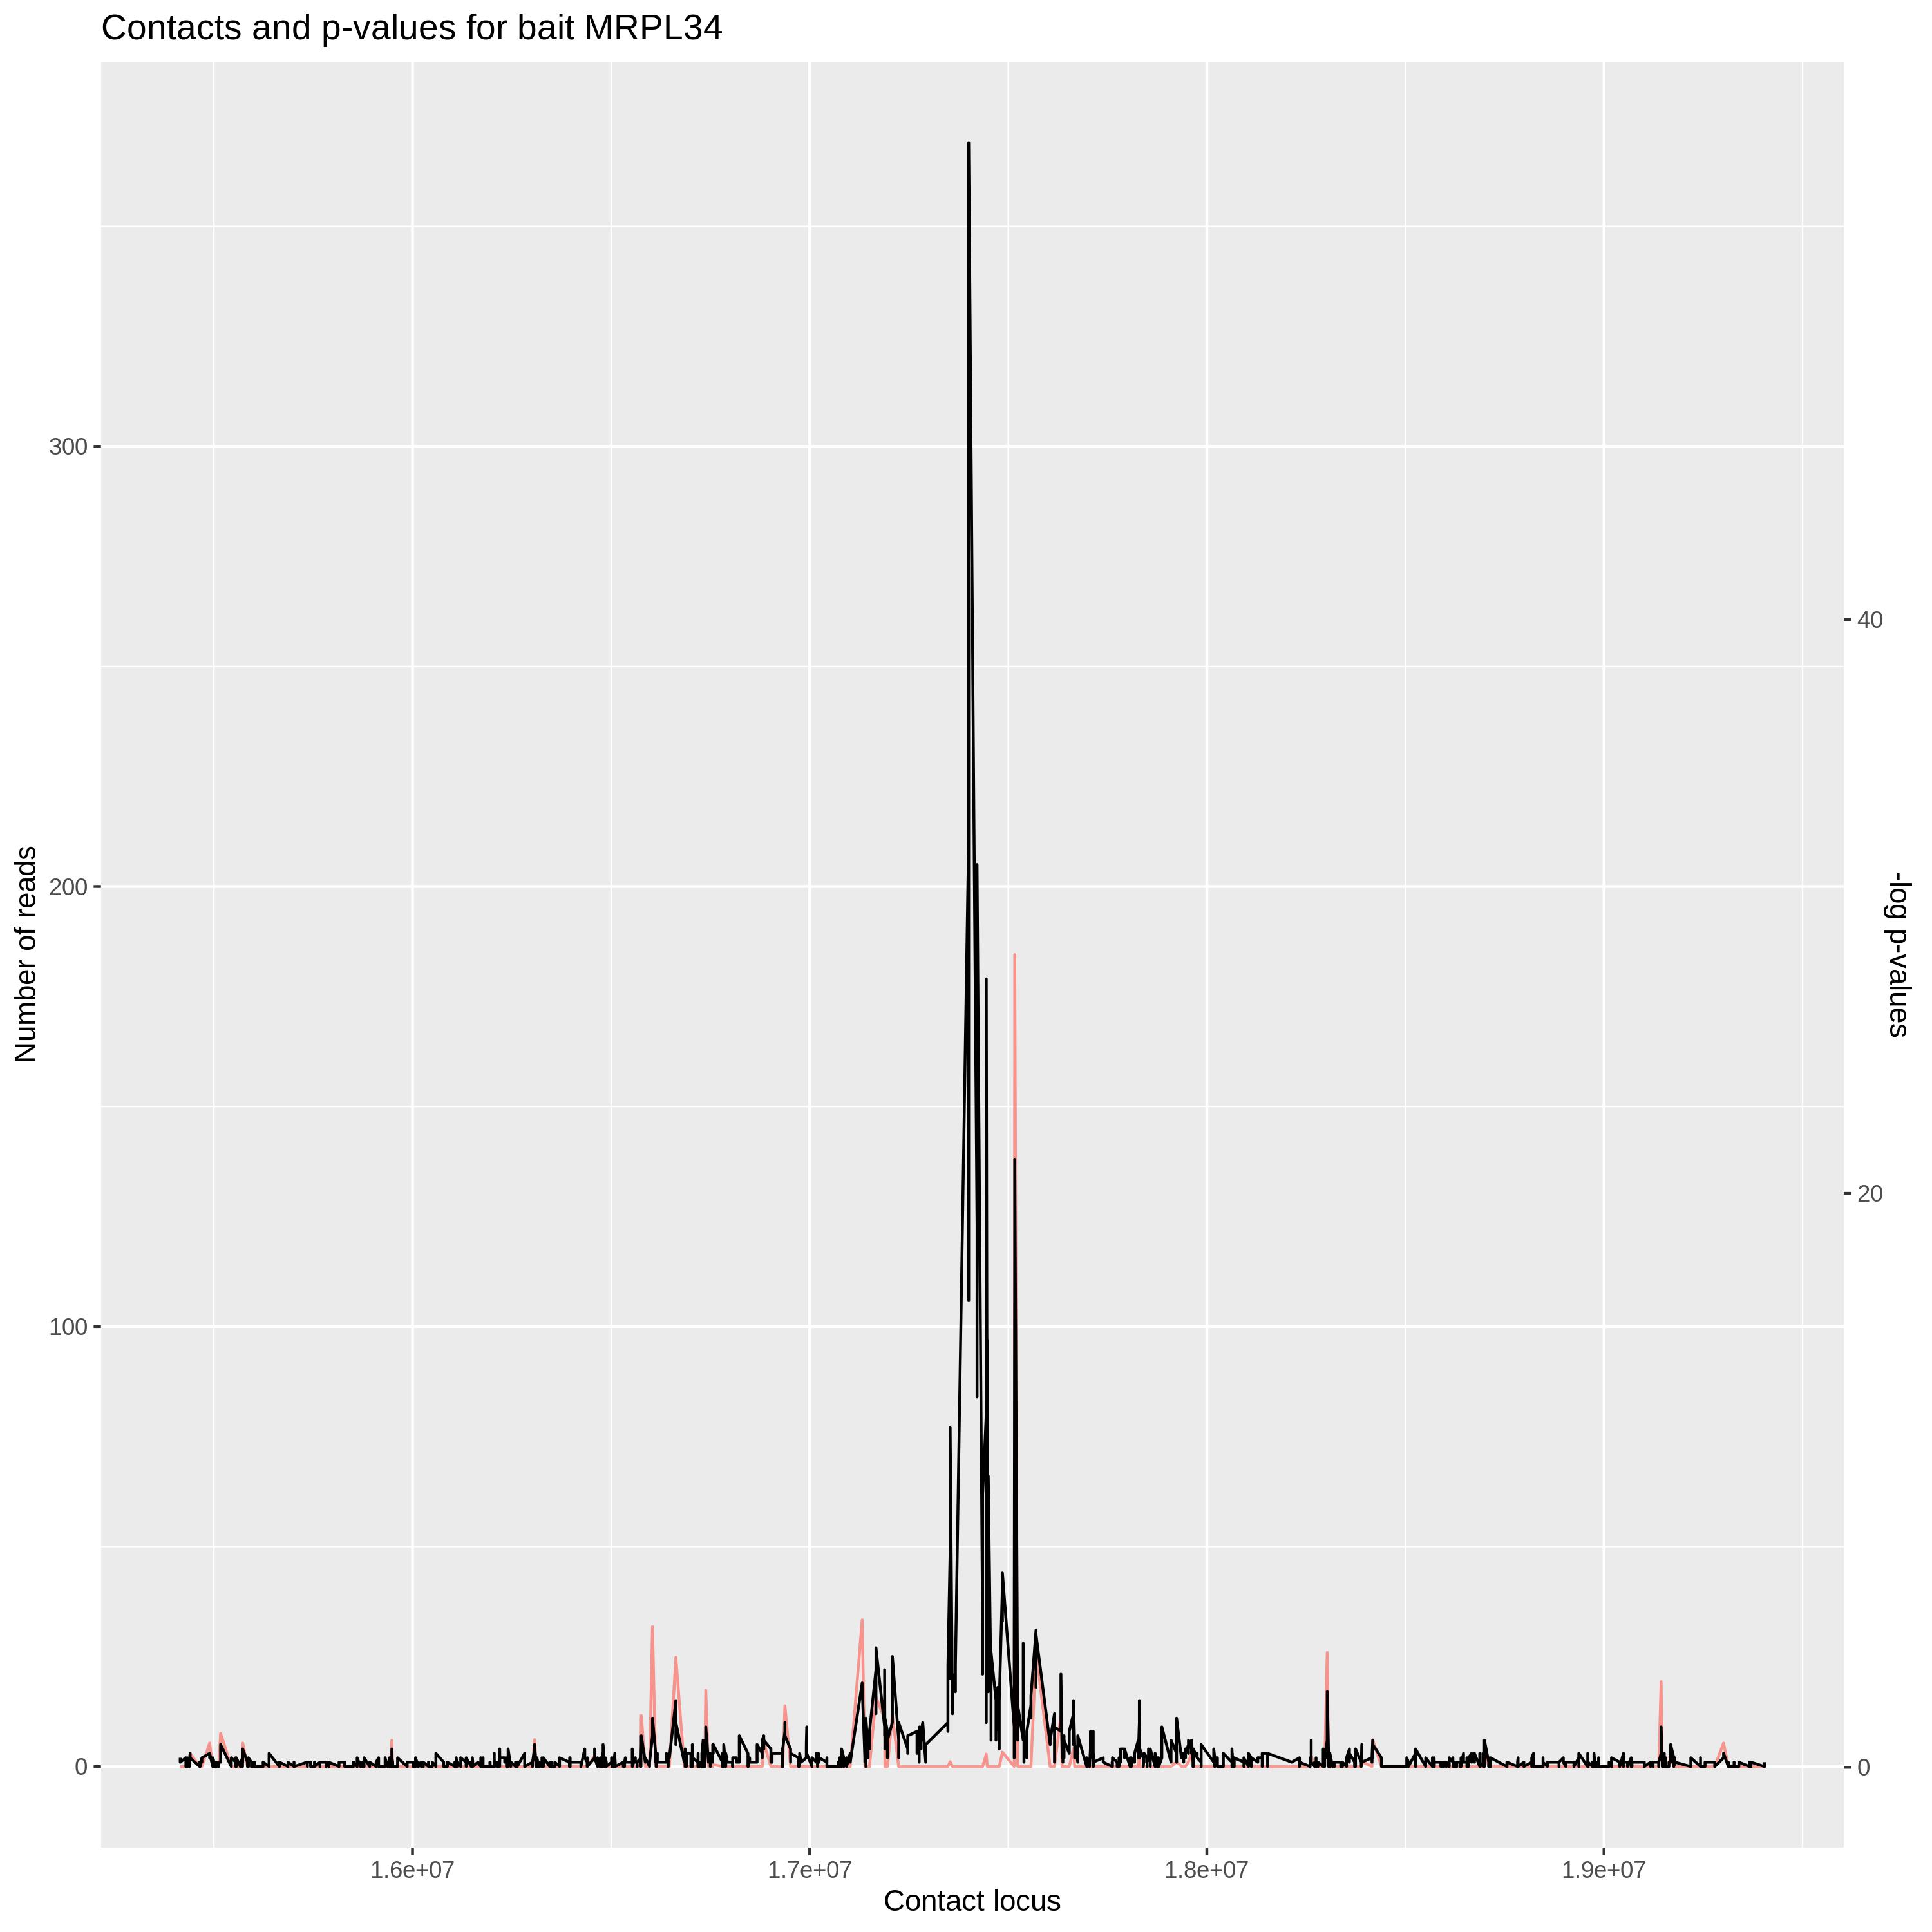 Contacts and p-values for bait MRPL34
Number of reads
300
200
100
0
40
20
0
-log p-values
1.6e+07
1.7e+07
1.8e+07
1.9e+07
Contact locus